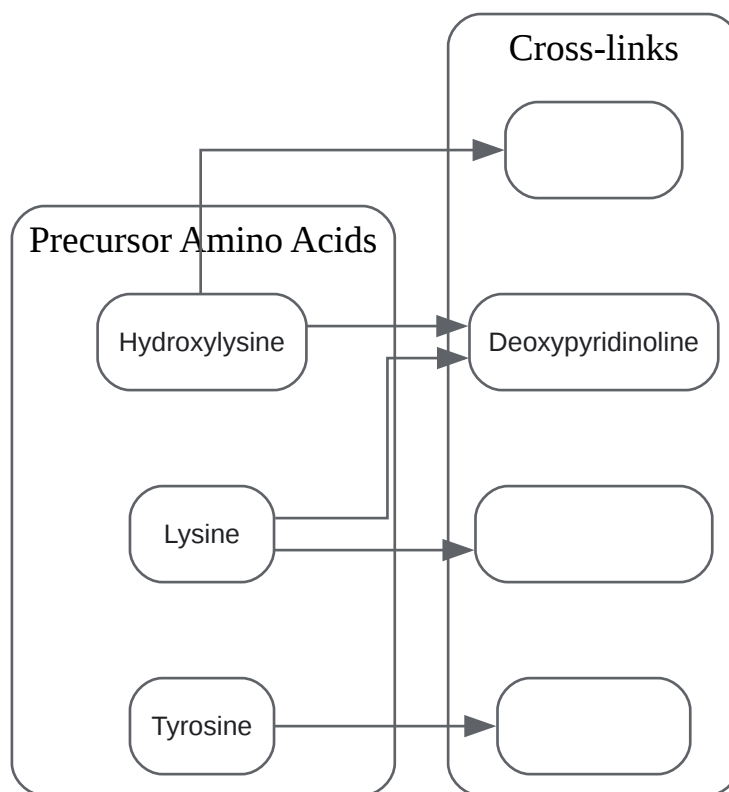 Cross-links
Precursor Amino Acids
Hydroxylysine
Deoxypyridinoline
Lysine
Tyrosine